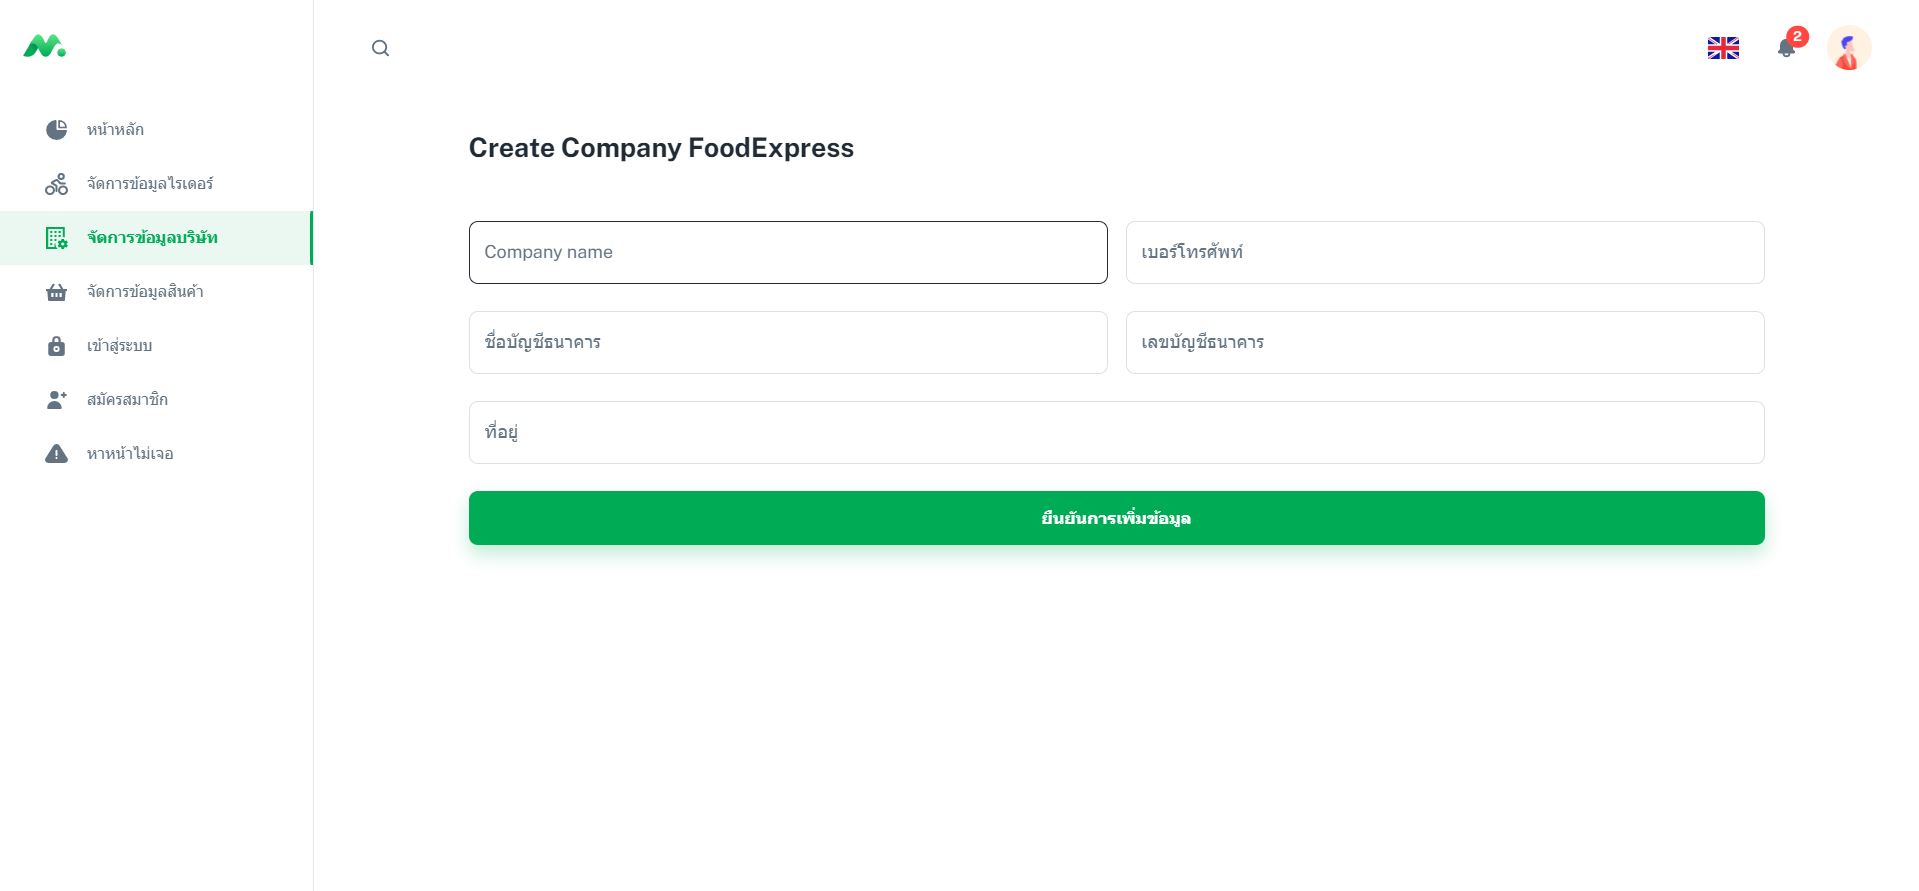 2
หน้าหลัก
จัดการข้อมูลไรเดอร์
จัดการข้อมูลบริษัท
จัดการข้อมูลสินค้า
เข้าสู่ระบบ
สมัครสมาชิก
หาหน้าไม่เจอ
Create Company FoodExpress
Company name
เบอร์โทรศัพท์
ชื่อบัญชีธนาคาร
เลขบัญชีธนาคาร
ที่อยู่
ยืนยันการเพิ่มข้อมูล